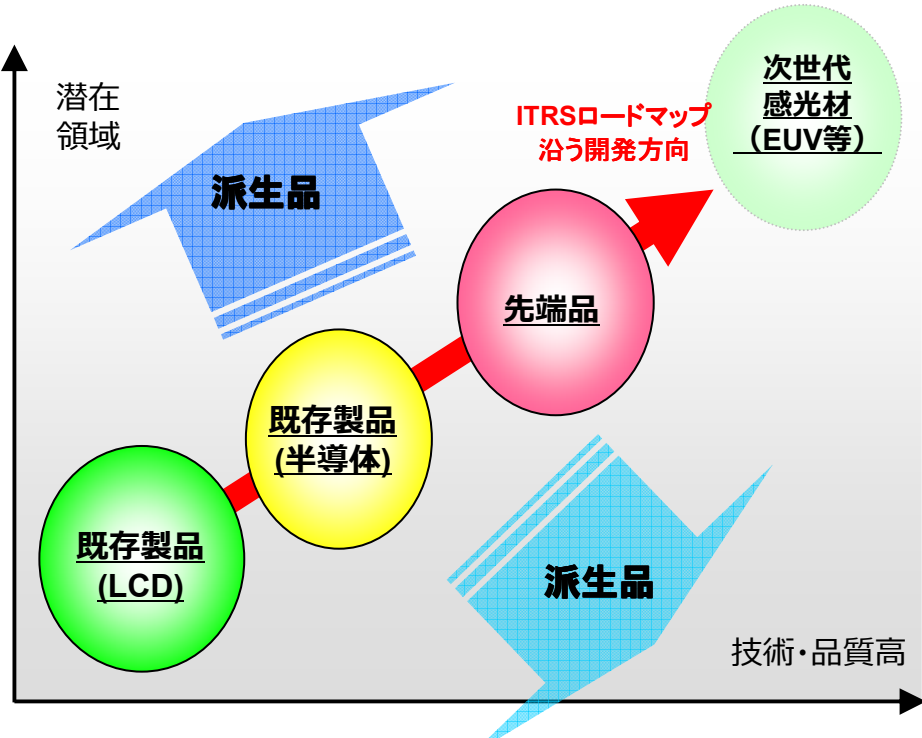 潜在
領域
次世代
感光材
（EUV等）
ITRSロードマップ
沿う開発方向
派生品
先端品
既存製品
(半導体)
既存製品
(LCD)
派生品
技術・品質高